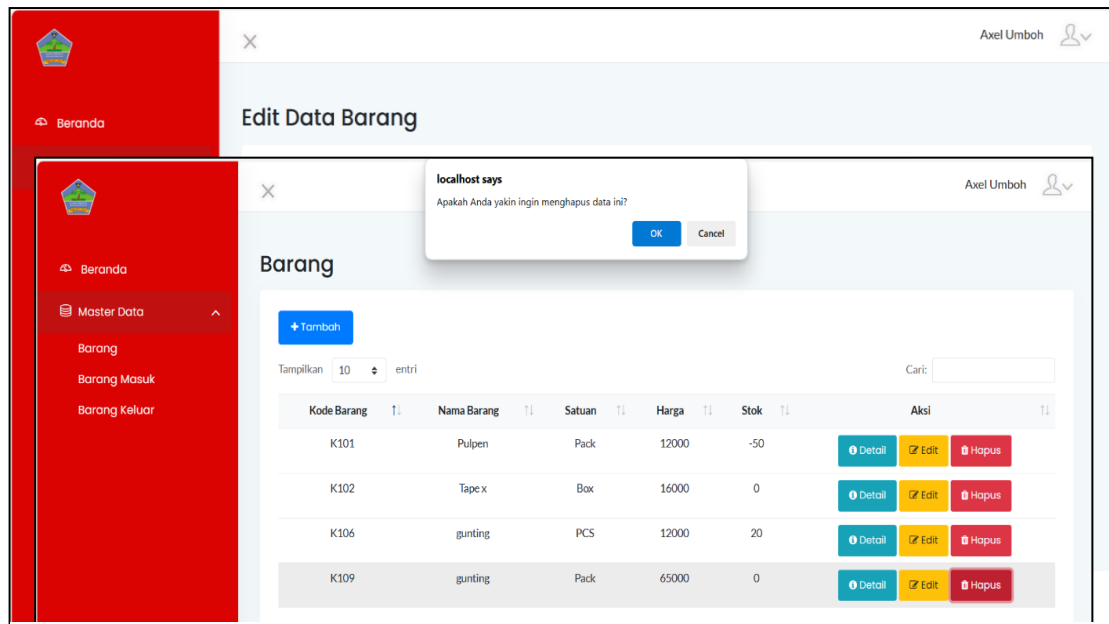 Axel Umboh
Beranda
Edit Data Barang
localhost says
Apakah Anda yakin ingin menghapus data ini?
OK Cancel
Axel Umboh
Beranda
Master Data
Barang
Barang Masuk
Barang Keluar
Barang
+Tambah
Tampilkan 10 entri
Cari:
Kode Barang Nama Barang Satuan Harga Stok Aksi
K101 Pulpen Pack 12000 -50 Detail Edit Hapus
K102 Tape x Box 16000 0 Detail Edit Hapus
K106 gunting PCS 12000 20 Detail Edit Hapus
K109 gunting Pack 65000 0 Detail Edit Hapus